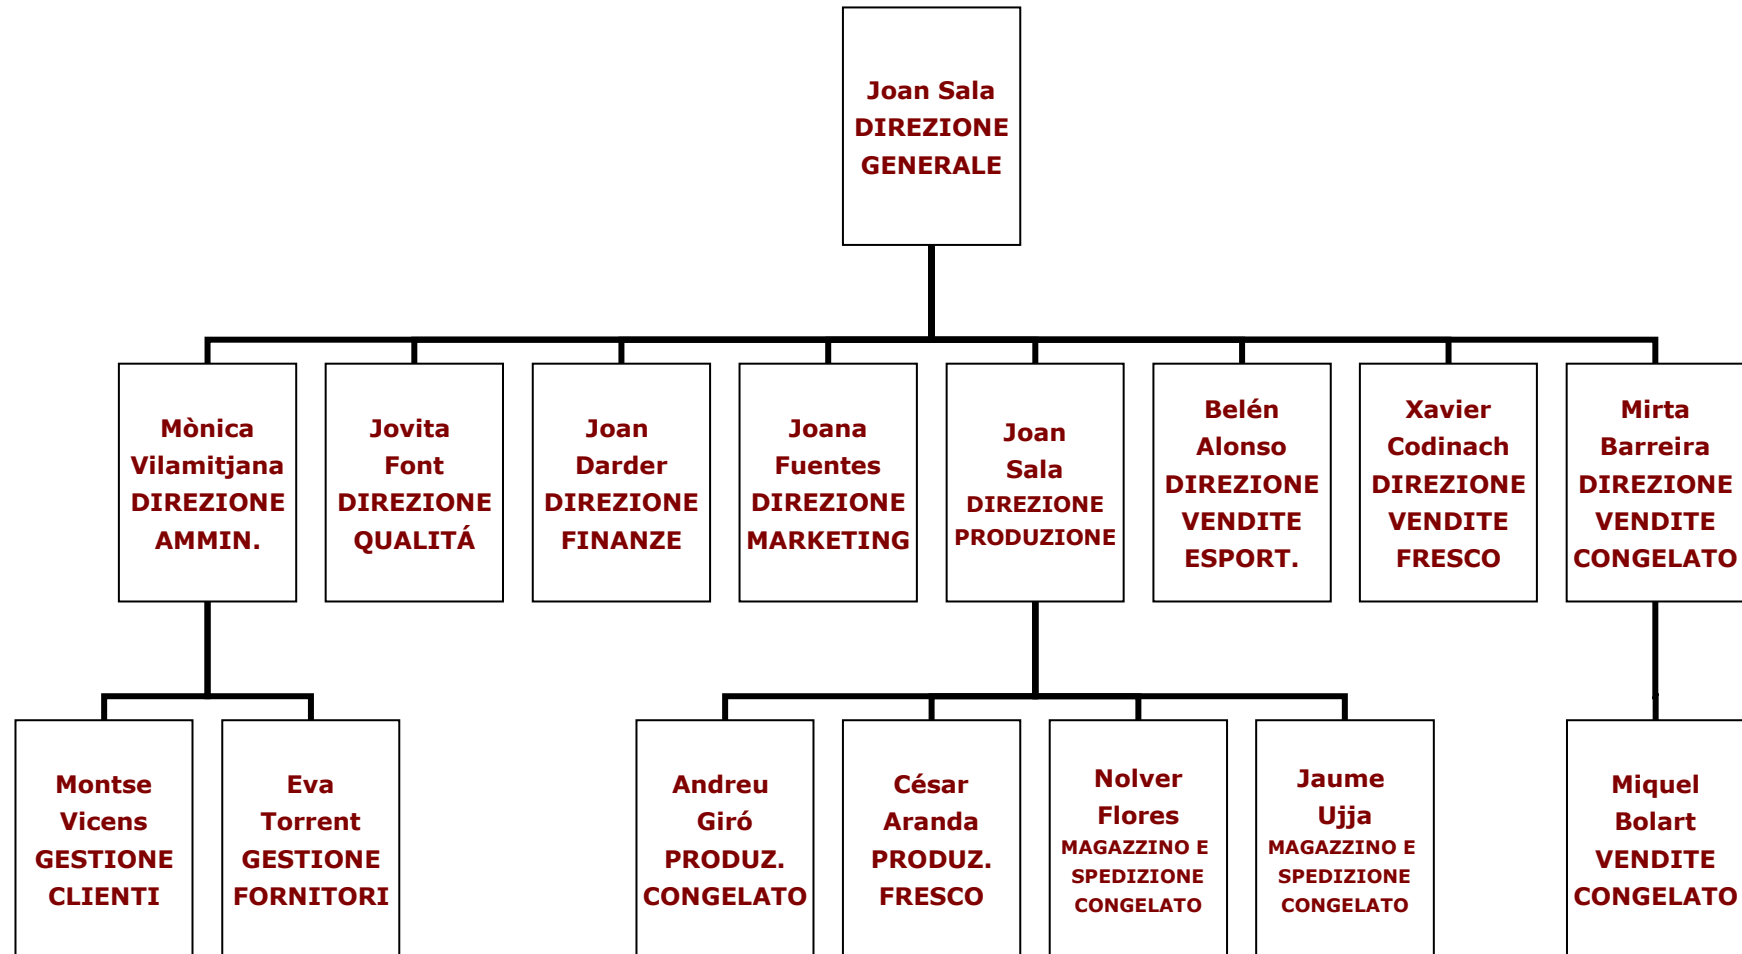 Joan Sala
DIREZIONE
GENERALE
Mònica
Vilamitjana
DIREZIONE
AMMIN.
Jovita
Font
DIREZIONE
QUALITÁ
Joan
Darder
DIREZIONE
FINANZE
Joana
Fuentes
DIREZIONE
MARKETING
Joan
Sala
DIREZIONE
PRODUZIONE
Belén
Alonso
DIREZIONE
VENDITE
ESPORT.
Xavier
Codinach
DIREZIONE
VENDITE
FRESCO
Mirta
Barreira
DIREZIONE
VENDITE
CONGELATO
Montse
Vicens
GESTIONE
CLIENTI
Eva
Torrent
GESTIONE
FORNITORI
Andreu
Giró
PRODUZ.
CONGELATO
César
Aranda
PRODUZ.
FRESCO
Nolver
Flores
MAGAZZINO E
SPEDIZIONE
CONGELATO
Jaume
Ujja
MAGAZZINO E
SPEDIZIONE
CONGELATO
Miquel
Bolart
VENDITE
CONGELATO